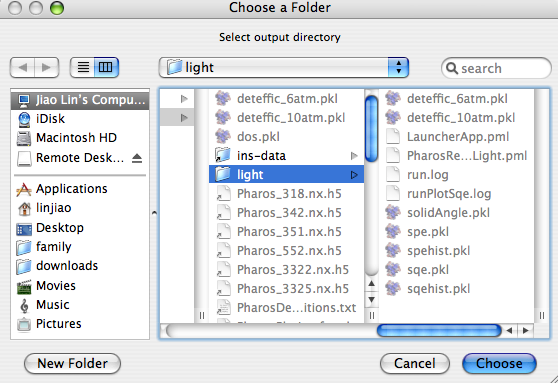 Choose a Folder
Select output directory
light
search
Jiao Lin's Compu...
iDisk
Macintosh HD
Remote Desk...
Applications
linjiao
Desktop
family
downloads
Movies
Music
Pictures
deteffic_6atm.pkl
deteffic_10atm.pkl
dos.pkl
ins-data
light
Pharos_318.nx.h5
Pharos_342.nx.h5
Pharos_351.nx.h5
Pharos_552.nx.h5
Pharos_3322.nx.h5
Pharos_3325.nx.h5
PharosDe...itions.txt
deteffic_6atm.pkl
deteffic_10atm.pkl
LauncherApp.pml
PharosRe...Light.pml
run.log
runPlotSqe.log
solidAngle.pkl
spe.pkl
spehist.pkl
sqe.pkl
sqehist.pkl
New Folder
Cancel
Choose